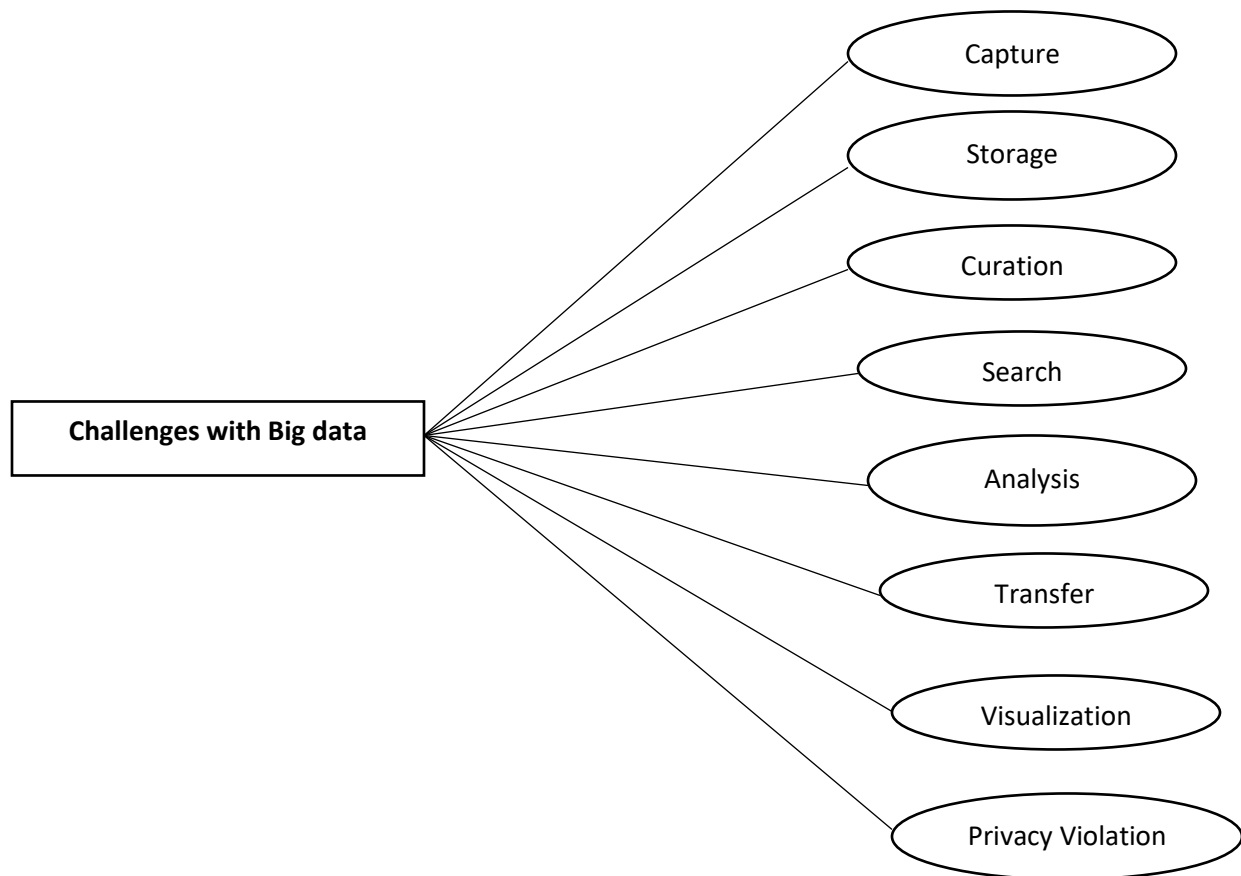 Capture
Storage
Curation
Search
Challenges with Big data
Analysis
Transfer
Visualization
Privacy Violation